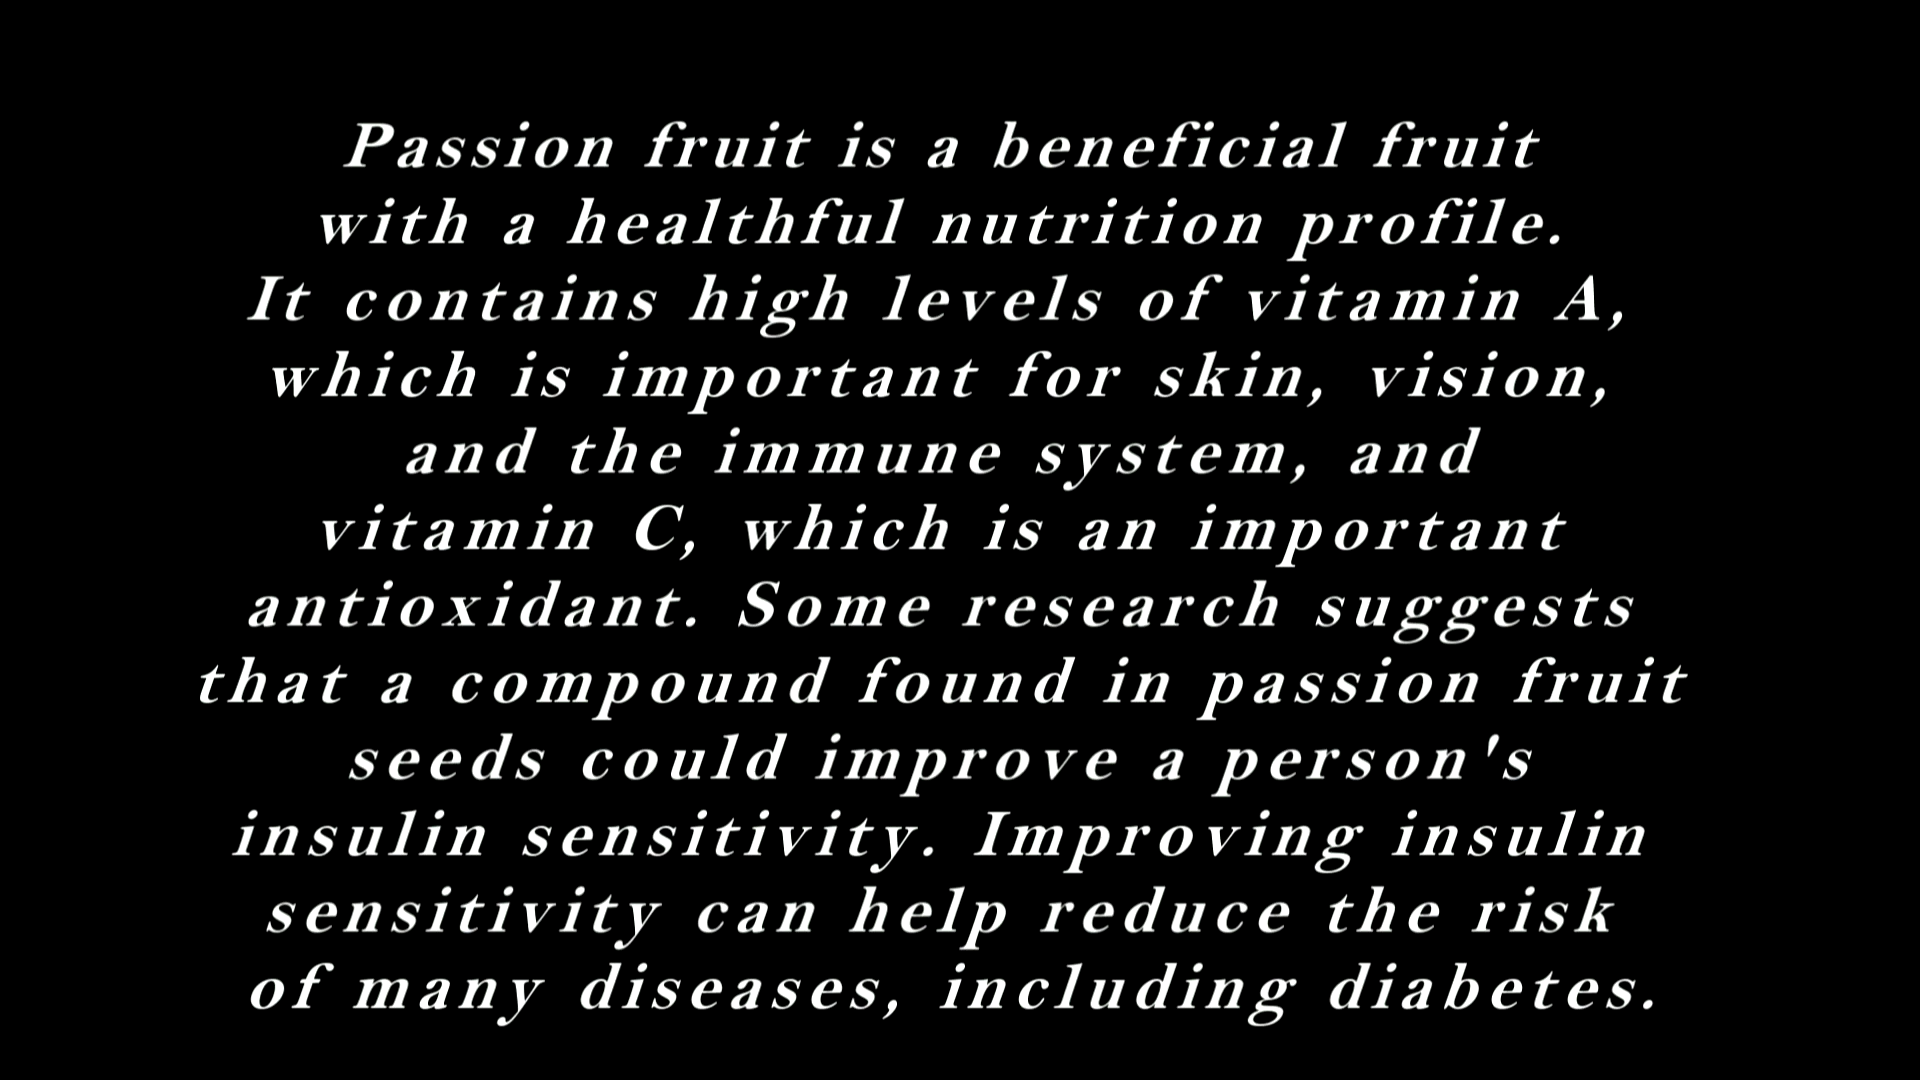 Passion fruit is a beneficial fruit
with a healthful nutrition profile.
It contains high levels of vitamin A,
which is important for skin, vision,
and the immune system, and
vitamin C, which is an important
antioxidant. Some research suggests
that a compound found in passion fruit
seeds could improve a person's
insulin sensitivity. Improving insulin
sensitivity can help reduce the risk
of many diseases, including diabetes.